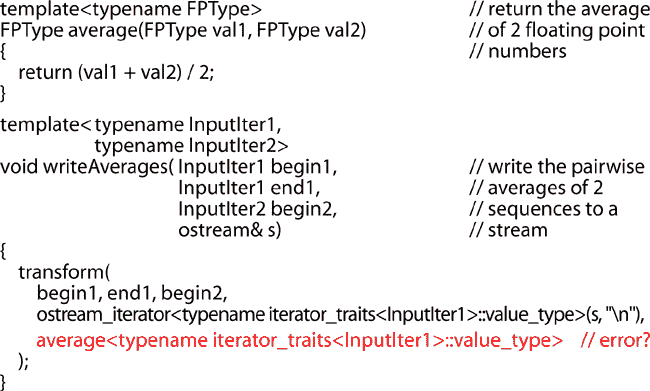 template<typename FPType> // return the average
FPType average(FPType val1, FPType val2) // of 2 floating point
{ // numbers
return (val1 + val2) / 2;
}
template< typename InputIter1,
typename InputIter2>
void writeAverages( InputIter1 begin1, // write the pairwise
InputIter1 end1, // averages of 2
InputIter2 begin2, // sequences to a
ostream& s) // stream
{
transform(
begin1, end1, begin2,
ostream_iterator<typename iterator_traits<InputIter1>::value_type>(s, "\n"),
average<typename iterator_traits<InputIter1>::value_type> // error?
);
}